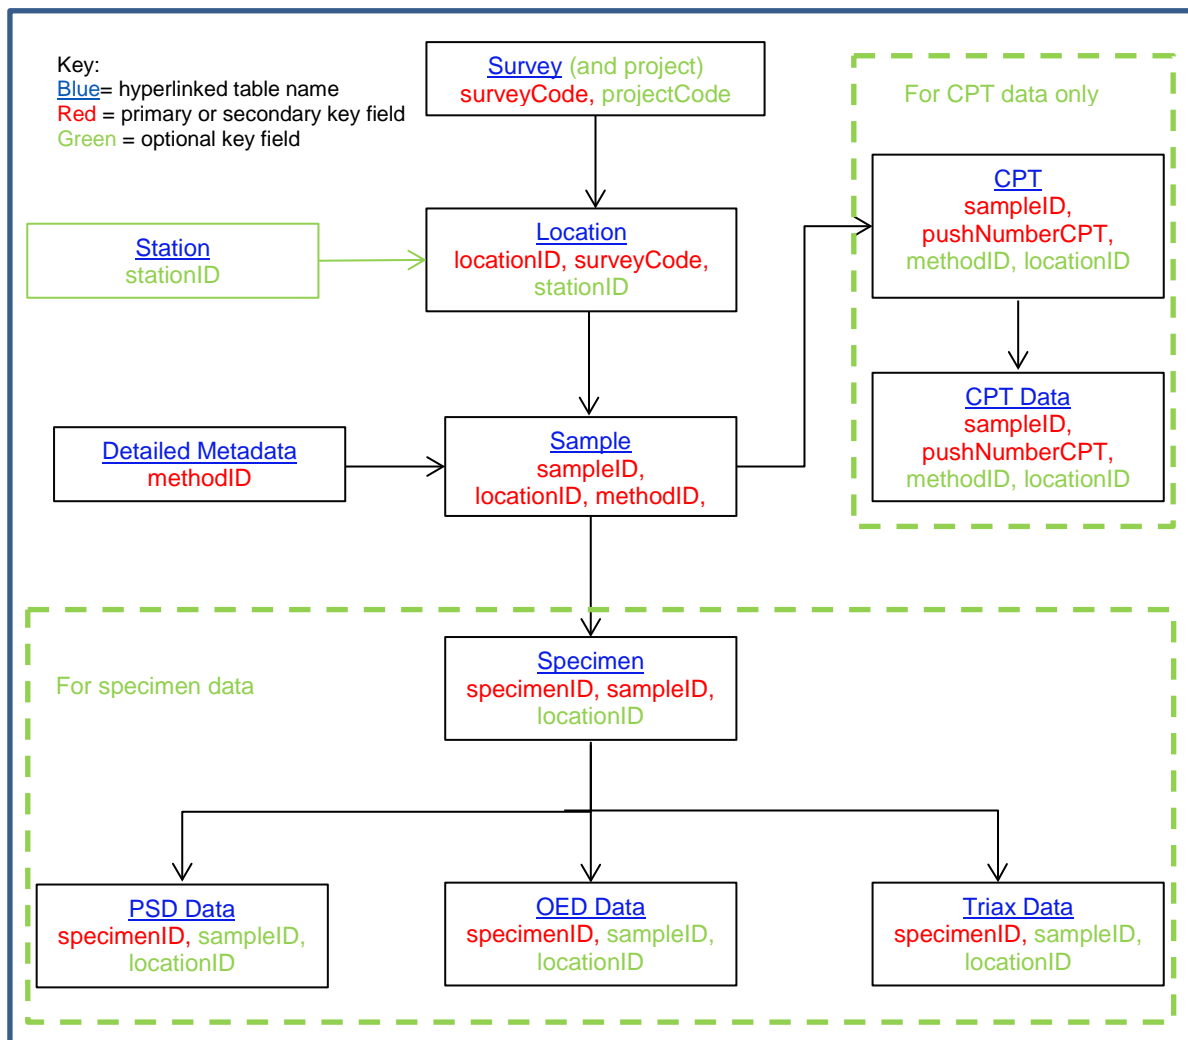 Key:
Blue= hyperlinked table name
Red = primary or secondary key field
Green = optional key field
Survey (and project)
surveyCode, projectCode
For CPT data only
CPT
sampleID,
pushNumberCPT,
methodID, locationID
Station
stationID
Location
locationID, surveyCode,
stationID
CPT Data
sampleID,
pushNumberCPT,
methodID, locationID
Detailed Metadata
methodID
Sample
sampleID,
locationID, methodID,
For specimen data
Specimen
specimenID, sampleID,
locationID
PSD Data
specimenID, sampleID,
locationID
OED Data
specimenID, sampleID,
locationID
Triax Data
specimenID, sampleID,
locationID